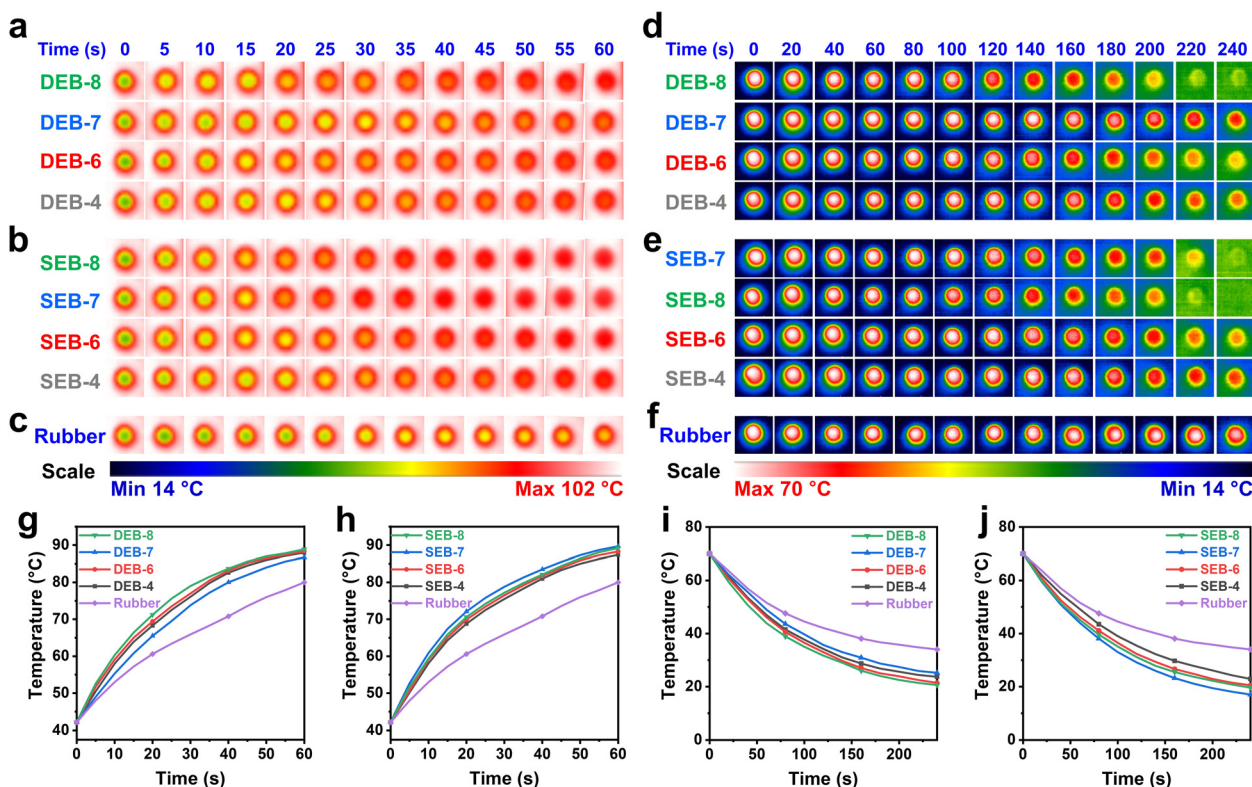 a
Time (s) 0 5 10 15 20 25 30 35 40 45 50 55 60
DEB-8
DEB-7
DEB-6
DEB-4
b
SEB-8
SEB-7
SEB-6
SEB-4
c
Rubber
Scale
Min 14 °C Max 102 °C
d
Time (s) 0 20 40 60 80 100 120 140 160 180 200 220 240
DEB-8
DEB-7
DEB-6
DEB-4
e
SEB-7
SEB-8
SEB-6
SEB-4
f
Rubber
Scale
Max 70 °C Min 14 °C
g
DEB-8
DEB-7
DEB-6
DEB-4
Rubber
90
80
70
60
50
40
Temperature (°C)
0 10 20 30 40 50 60
Time (s)
h
SEB-8
SEB-7
SEB-6
SEB-4
Rubber
90
80
70
60
50
40
Temperature (°C)
0 10 20 30 40 50 60
Time (s)
i
DEB-8
DEB-7
DEB-6
DEB-4
Rubber
80
60
40
20
0
Temperature (°C)
0 50 100 150 200
Time (s)
j
SEB-8
SEB-7
SEB-6
SEB-4
Rubber
80
60
40
20
0
Temperature (°C)
0 50 100 150 200
Time (s)